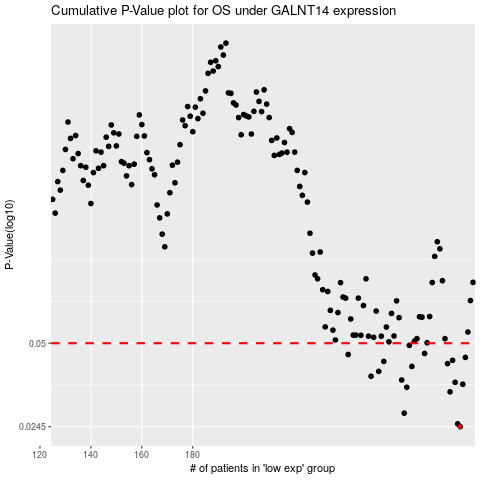 Cumulative P-Value plot for OS under GALNT14 expression
P-Value(log10)
0.05
0.0245
120 140 160 180
# of patients in 'low exp' group